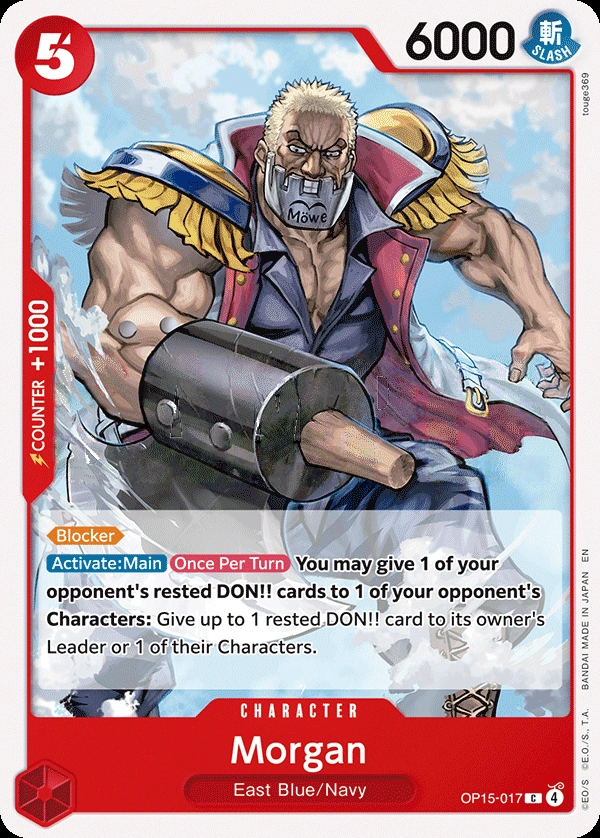 5
6000
斬
SLASH
touge369
Möwe
COUNTER +1000
Blocker
Activate:Main Once Per Turn You may give 1 of your
opponent's rested DON!! cards to 1 of your opponent's
Characters: Give up to 1 rested DON!! card to its owner's
Leader or 1 of their Characters.
BANDAI MADE IN JAPAN EN
©E.O./S., T.A.
©EO/S
CHARACTER
Morgan
East Blue/Navy
OP15-017 C 4